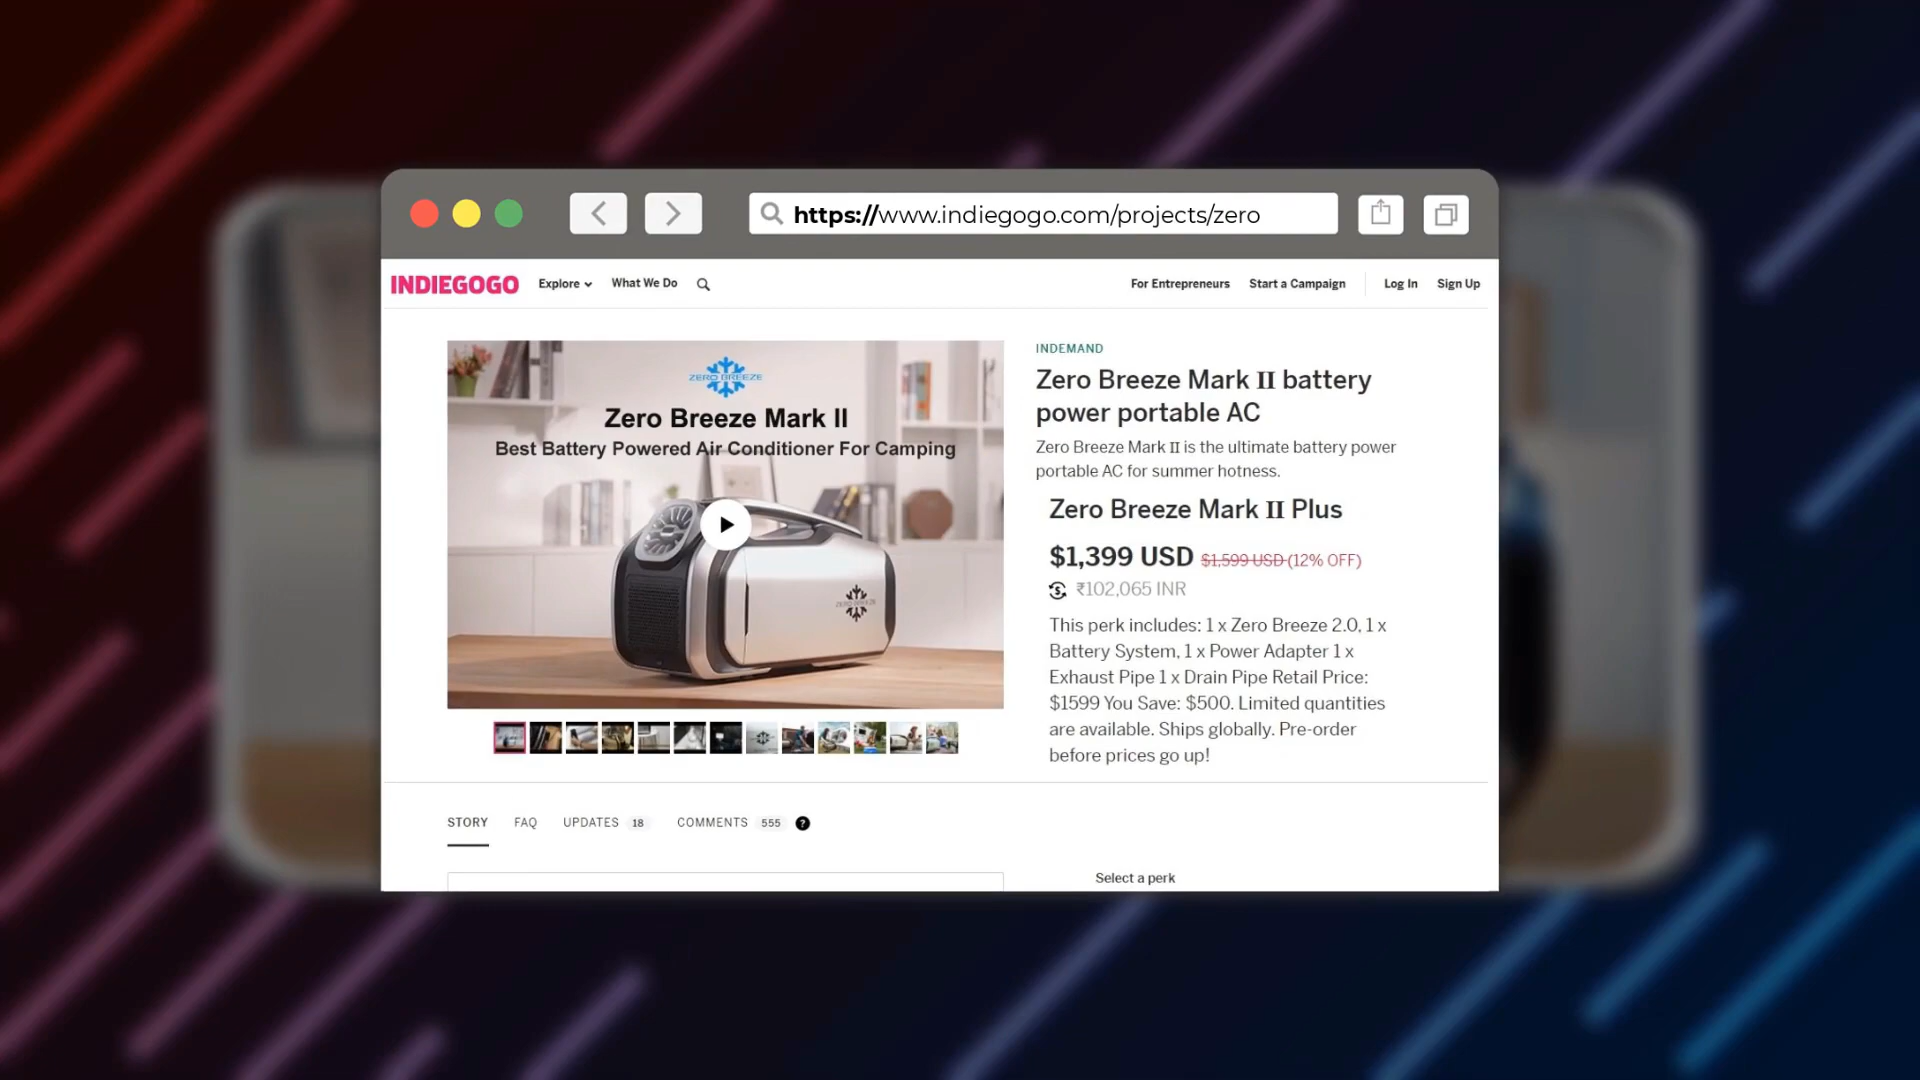 https://www.indiegogo.com/projects/zero
INDIEGOGO
Explore
What We Do
For Entrepreneurs
Start a Campaign
Log In
Sign Up
ZERO BREEZE
Zero Breeze Mark II
Best Battery Powered Air Conditioner For Camping
ZERO BREEZE
INDEMAND
Zero Breeze Mark II battery
power portable AC
Zero Breeze Mark II is the ultimate battery power
portable AC for summer hotness.
Zero Breeze Mark II Plus
$1,399 USD $1,599 USD (12% OFF)
₹102,065 INR
This perk includes: 1 x Zero Breeze 2.0, 1 x
Battery System, 1 x Power Adapter 1 x
Exhaust Pipe 1 x Drain Pipe Retail Price:
$1599 You Save: $500. Limited quantities
are available. Ships globally. Pre-order
before prices go up!
STORY
FAQ
UPDATES 18
COMMENTS 555 ?
Select a perk